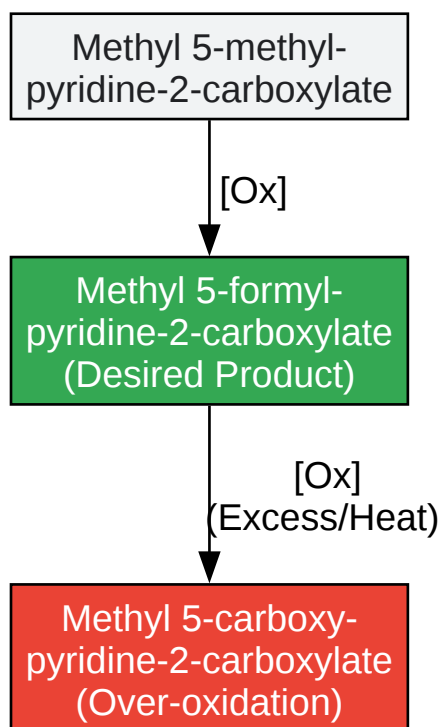 Methyl 5-methyl-
pyridine-2-carboxylate
[Ox]
Methyl 5-formyl-
pyridine-2-carboxylate
(Desired Product)
[Ox]
(Excess/Heat)
Methyl 5-carboxy-
pyridine-2-carboxylate
(Over-oxidation)